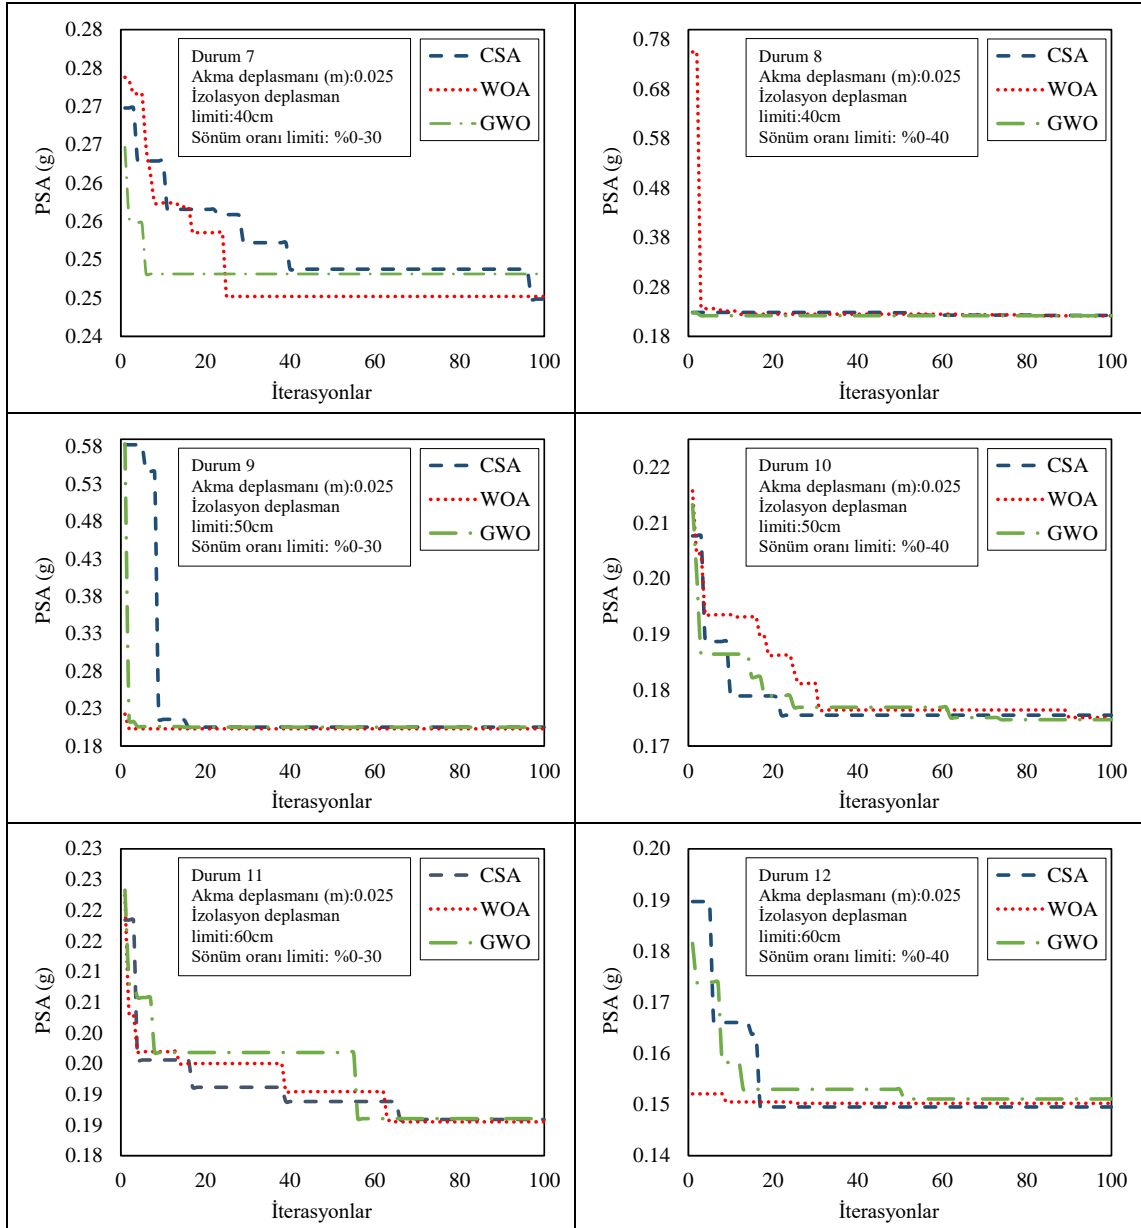 0.28
0.28
0.27
0.27
0.26
0.26
0.25
0.25
0.24
PSA (g)
0 20 40 60 80 100
İterasyonlar
Durum 7
Akma deplasmanı (m):0.025
İzolasyon deplasman
limiti:40cm
Sönüm oranı limiti: %0-30
CSA
WOA
GWO
0.78
0.68
0.58
0.48
0.38
0.28
0.18
PSA (g)
0 20 40 60 80 100
İterasyonlar
Durum 8
Akma deplasmanı (m):0.025
İzolasyon deplasman
limiti:40cm
Sönüm oranı limiti: %0-40
CSA
WOA
GWO
0.58
0.53
0.48
0.43
0.38
0.33
0.28
0.23
0.18
PSA (g)
0 20 40 60 80 100
İterasyonlar
Durum 9
Akma deplasmanı (m):0.025
İzolasyon deplasman
limiti:50cm
Sönüm oranı limiti: %0-30
CSA
WOA
GWO
0.22
0.21
0.20
0.19
0.18
0.17
PSA (g)
0 20 40 60 80 100
İterasyonlar
Durum 10
Akma deplasmanı (m):0.025
İzolasyon deplasman
limiti:50cm
Sönüm oranı limiti: %0-40
CSA
WOA
GWO
0.23
0.23
0.22
0.22
0.21
0.21
0.20
0.20
0.19
0.19
0.18
PSA (g)
0 20 40 60 80 100
İterasyonlar
Durum 11
Akma deplasmanı (m):0.025
İzolasyon deplasman
limiti:60cm
Sönüm oranı limiti: %0-30
CSA
WOA
GWO
0.20
0.19
0.18
0.17
0.16
0.15
0.14
PSA (g)
0 20 40 60 80 100
İterasyonlar
Durum 12
Akma deplasmanı (m):0.025
İzolasyon deplasman
limiti:60cm
Sönüm oranı limiti: %0-40
CSA
WOA
GWO